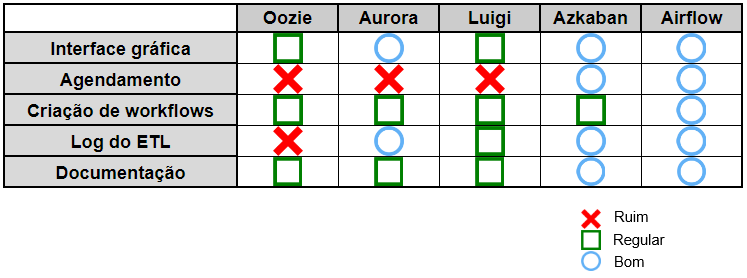 Oozie Aurora Luigi Azkaban Airflow
Interface gráfica
Agendamento
Criação de workflows
Log do ETL
Documentação
Ruim
Regular
Bom